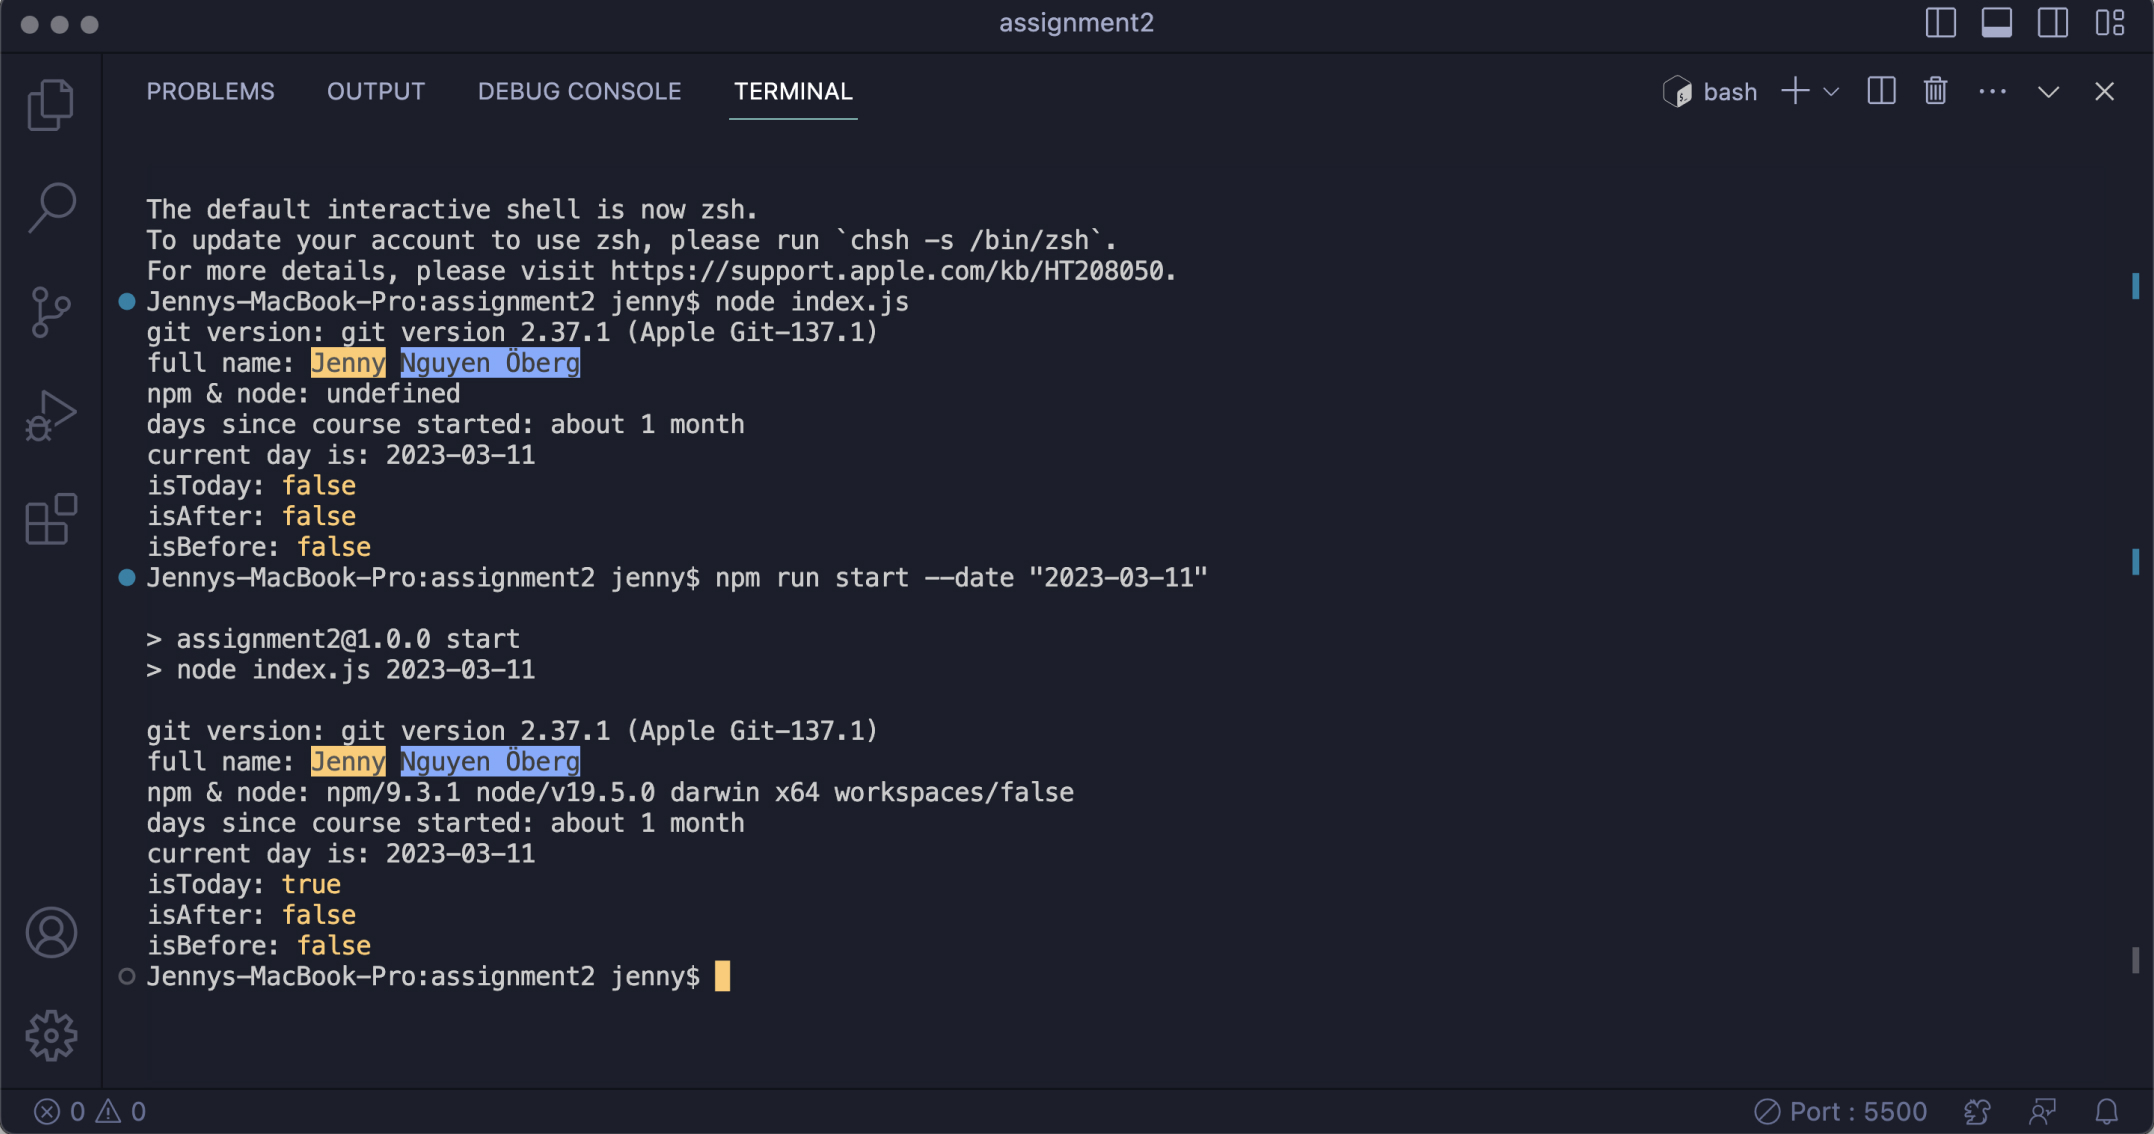 assignment2
PROBLEMS OUTPUT DEBUG CONSOLE TERMINAL bash
The default interactive shell is now zsh.
To update your account to use zsh, please run `chsh -s /bin/zsh`.
For more details, please visit https://support.apple.com/kb/HT208050.
Jennys-MacBook-Pro:assignment2 jenny$ node index.js
git version: git version 2.37.1 (Apple Git-137.1)
full name: Jenny Nguyen Öberg
npm & node: undefined
days since course started: about 1 month
current day is: 2023-03-11
isToday: false
isAfter: false
isBefore: false
Jennys-MacBook-Pro:assignment2 jenny$ npm run start --date "2023-03-11"
> assignment2@1.0.0 start
> node index.js 2023-03-11
git version: git version 2.37.1 (Apple Git-137.1)
full name: Jenny Nguyen Öberg
npm & node: npm/9.3.1 node/v19.5.0 darwin x64 workspaces/false
days since course started: about 1 month
current day is: 2023-03-11
isToday: true
isAfter: false
isBefore: false
Jennys-MacBook-Pro:assignment2 jenny$
0 0 Port : 5500